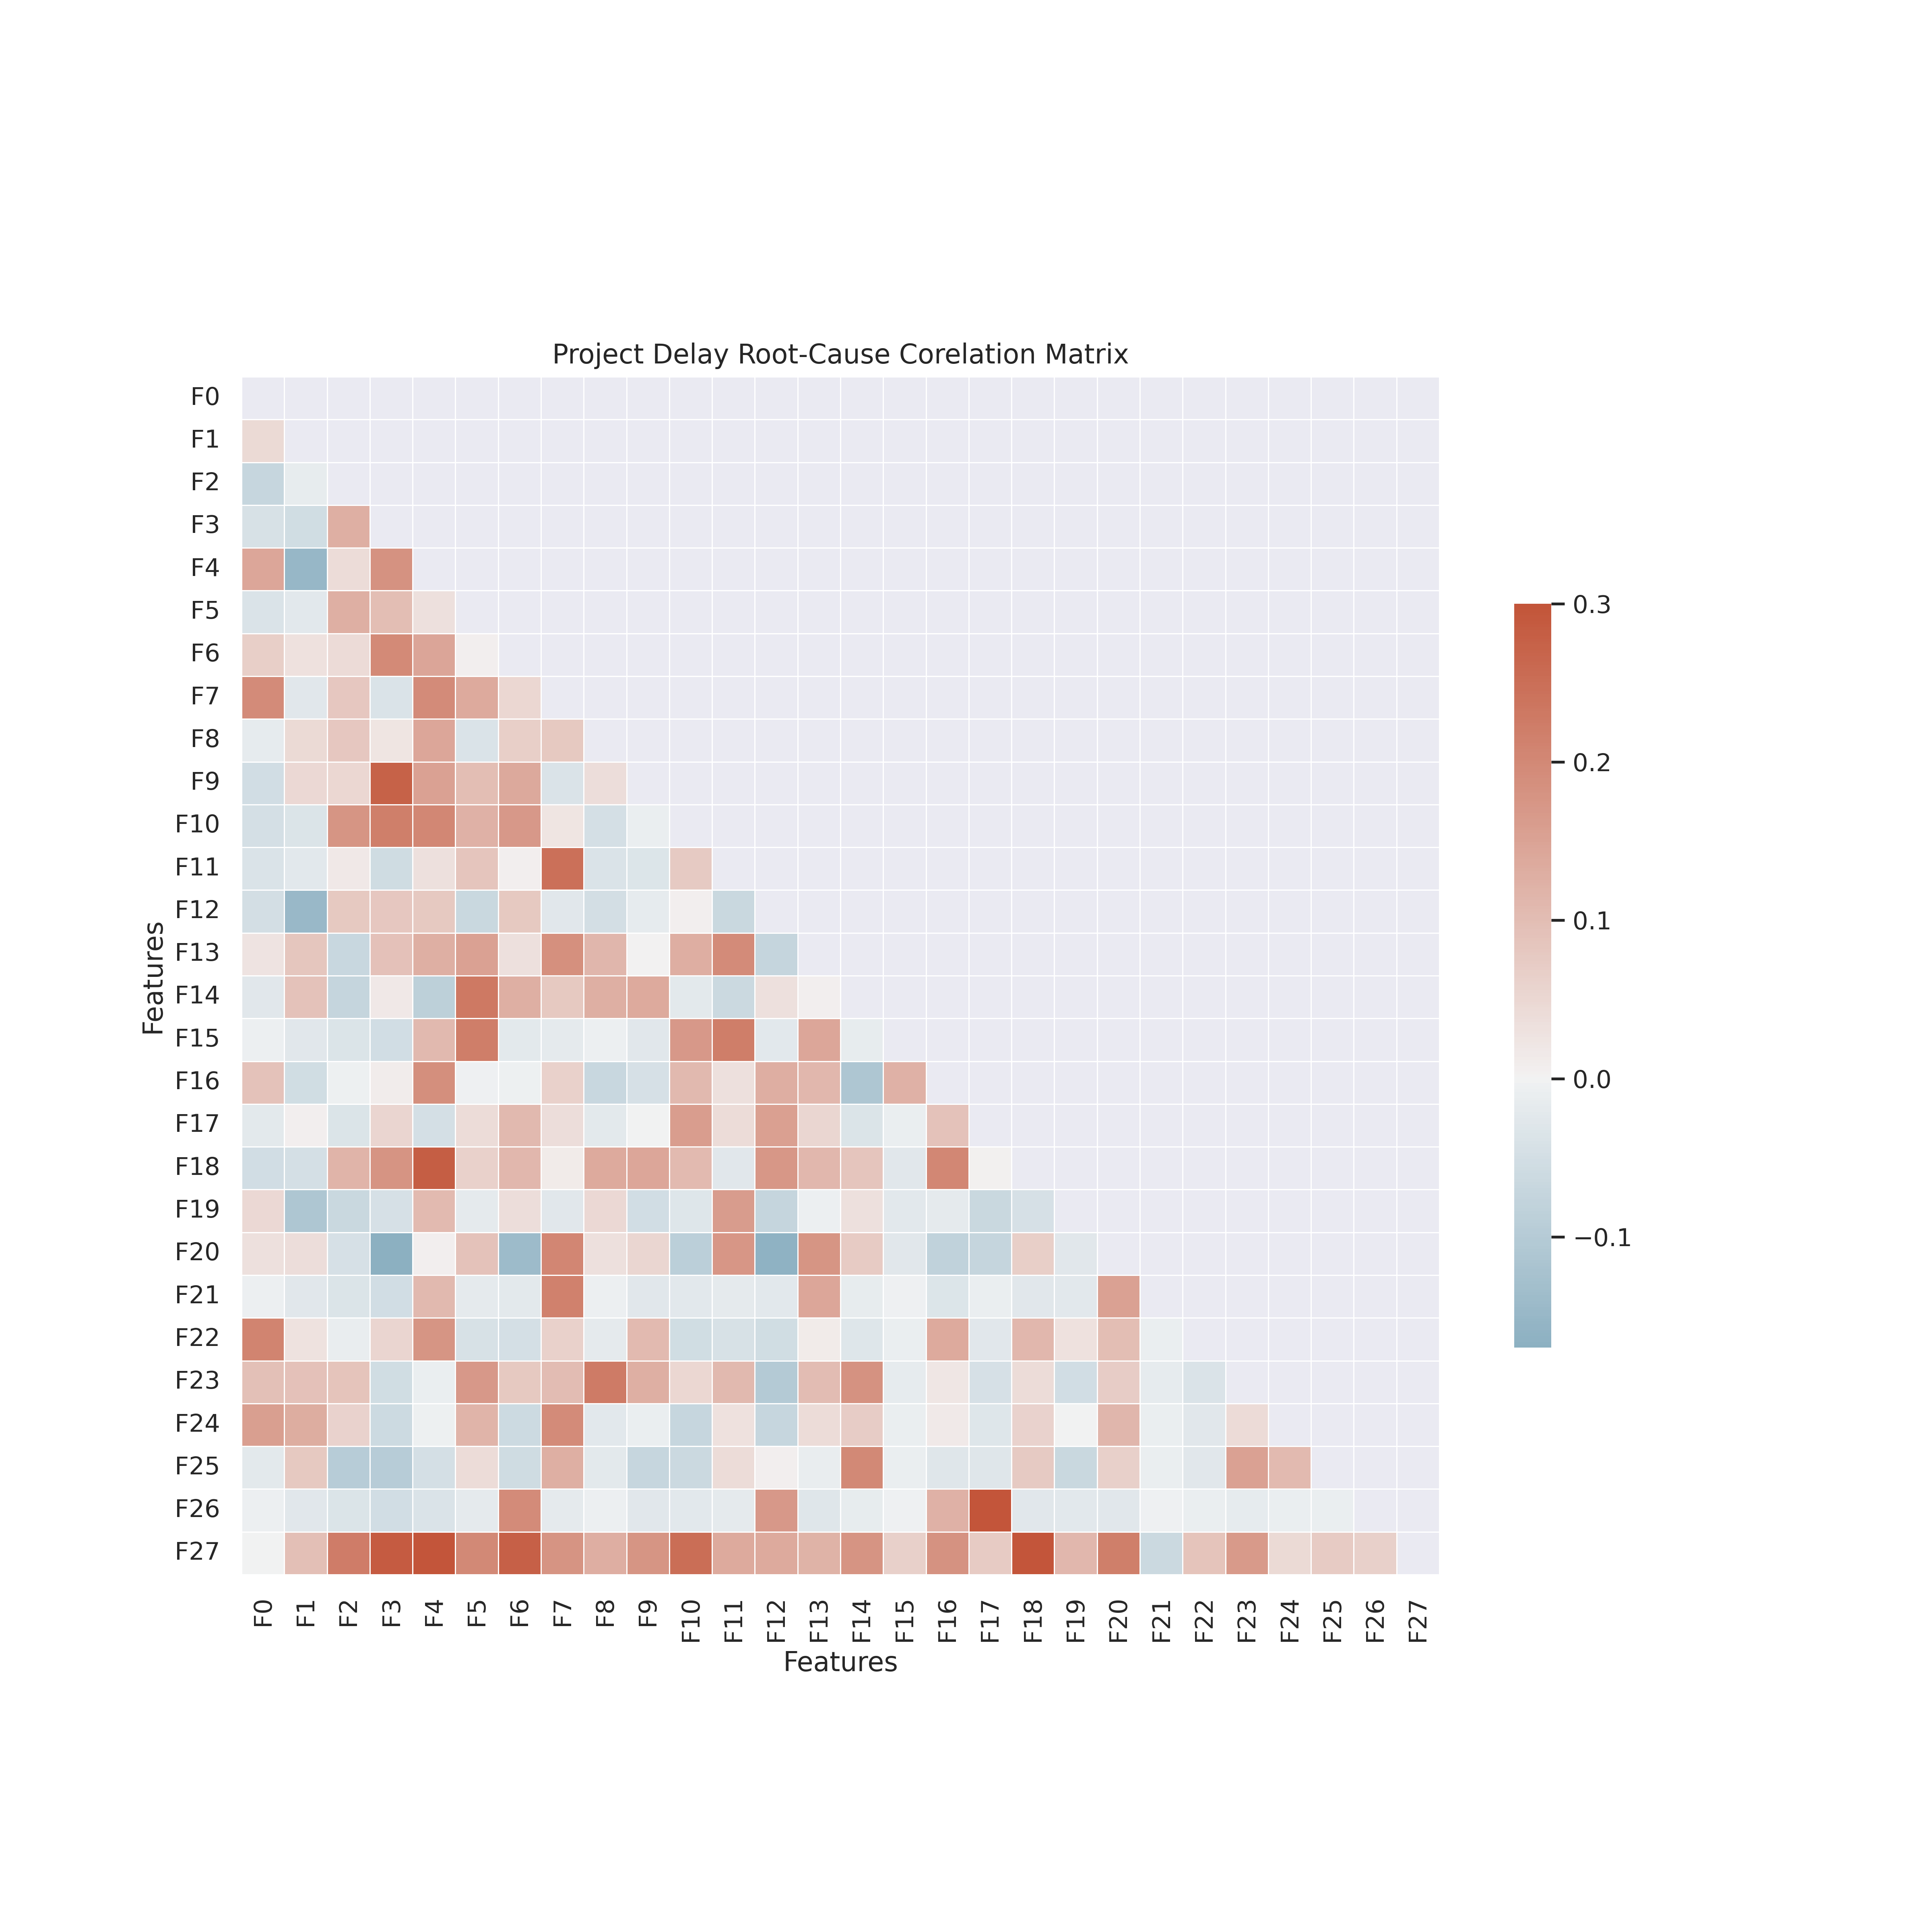 Project Delay Root-Cause Corelation Matrix
Features
F0
F1
F2
F3
F4
F5
F6
F7
F8
F9
F10
F11
F12
F13
F14
F15
F16
F17
F18
F19
F20
F21
F22
F23
F24
F25
F26
F27
F0 F1 F2 F3 F4 F5 F6 F7 F8 F9 F10 F11 F12 F13 F14 F15 F16 F17 F18 F19 F20 F21 F22 F23 F24 F25 F26 F27
Features
0.3
0.2
0.1
0.0
−0.1